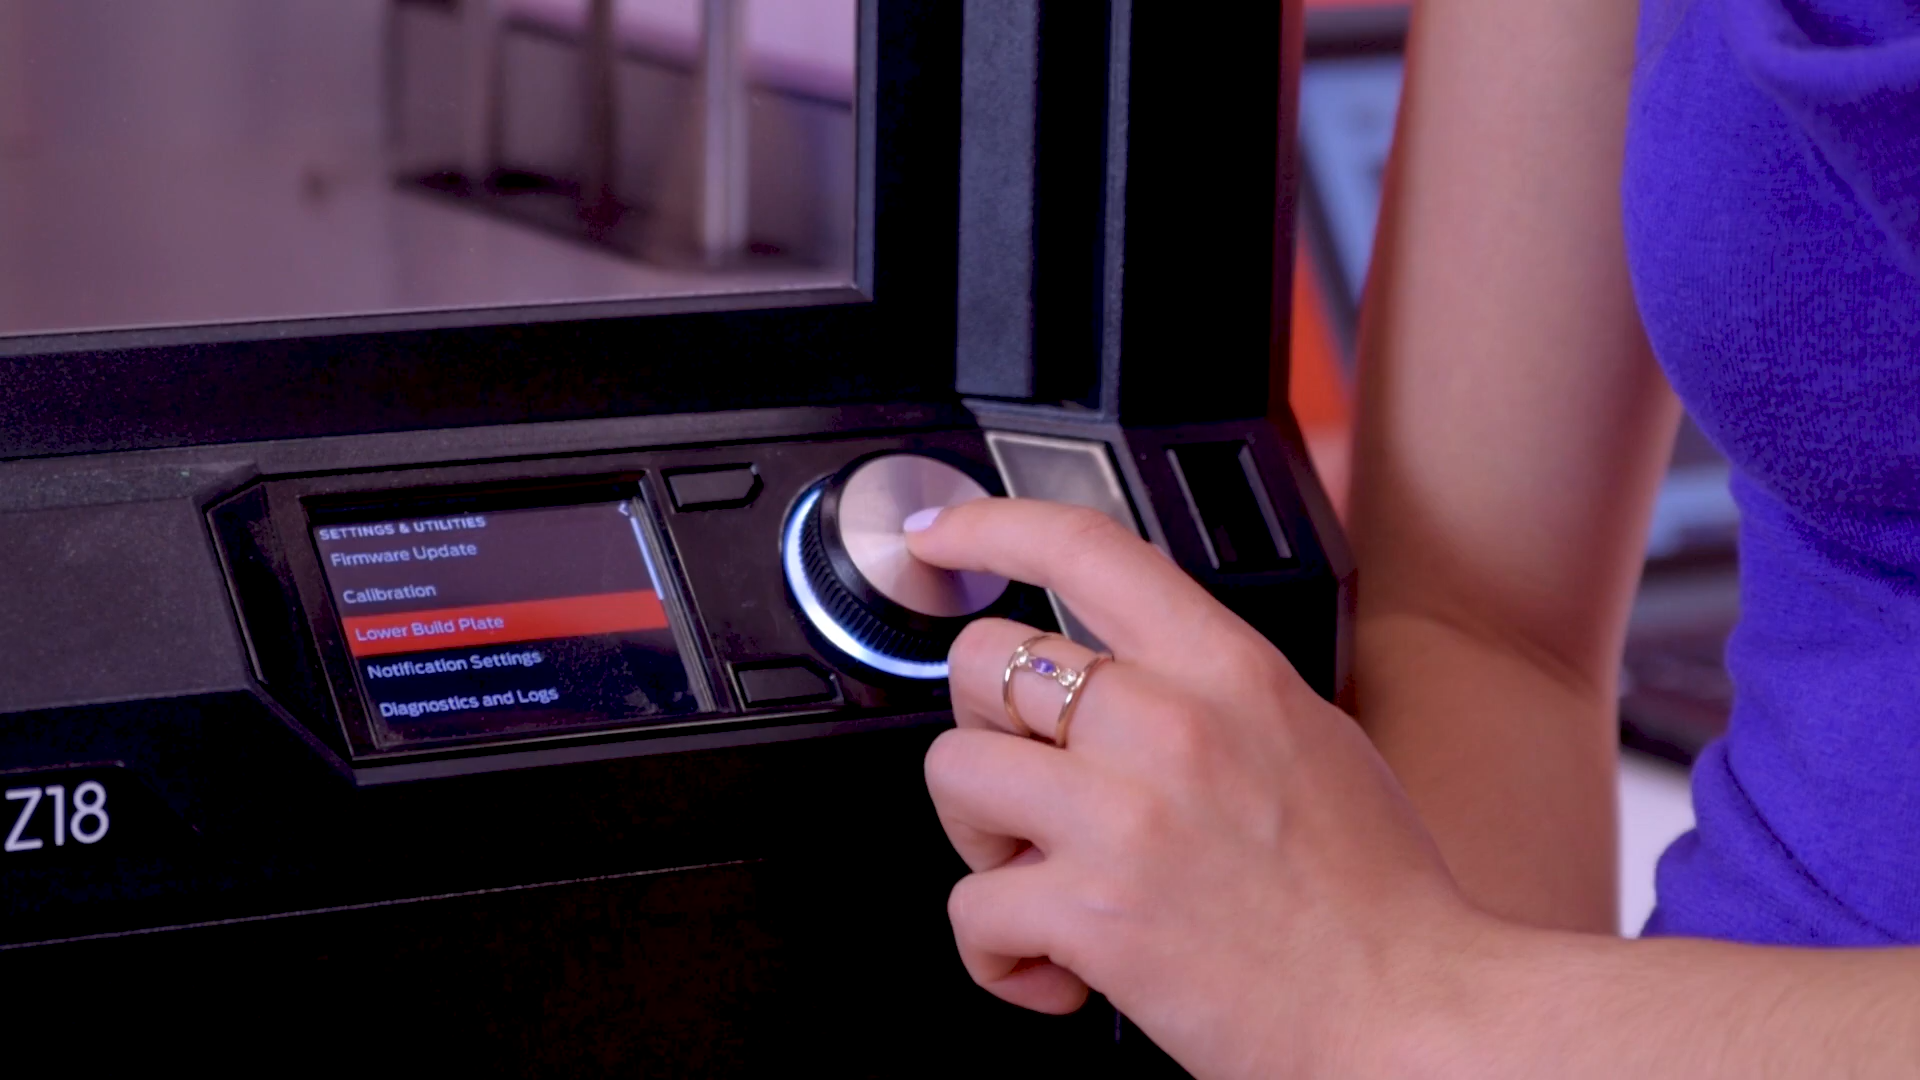 SETTINGS & UTILITIES
Firmware Update
Calibration
Lower Build Plate
Notification Settings
Diagnostics and Logs
Z18